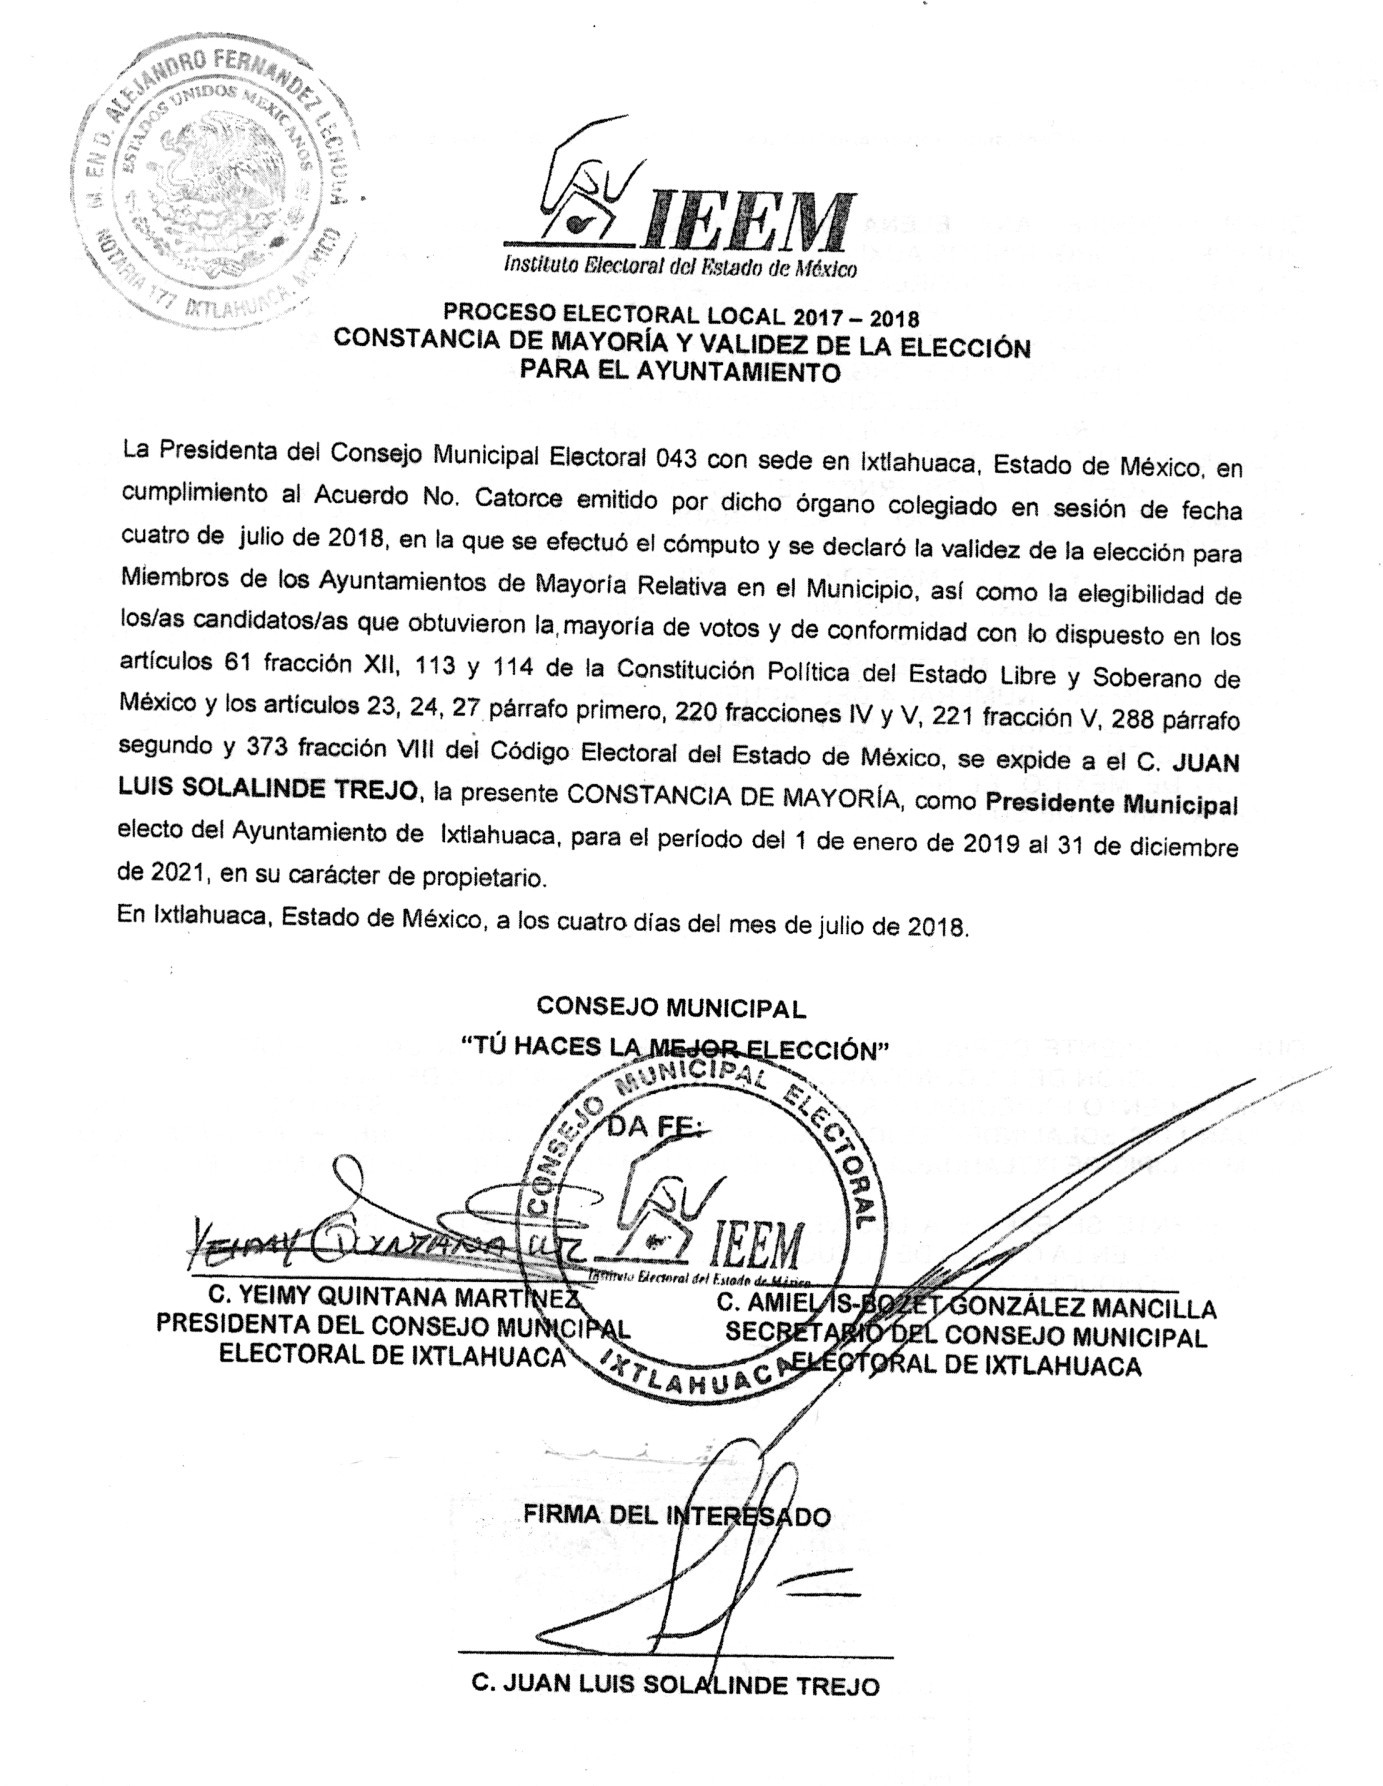 M. EN D. ALEJANDRO FERNANDEZ LECHUGA
ESTADOS UNIDOS MEXICANOS
NOTARIA 177 IXTLAHUACA, MÉXICO
IEEM
Instituto Electoral del Estado de México
PROCESO ELECTORAL LOCAL 2017 – 2018
CONSTANCIA DE MAYORÍA Y VALIDEZ DE LA ELECCIÓN
PARA EL AYUNTAMIENTO
La Presidenta del Consejo Municipal Electoral 043 con sede en Ixtlahuaca, Estado de México, en
cumplimiento al Acuerdo No. Catorce emitido por dicho órgano colegiado en sesión de fecha
cuatro de julio de 2018, en la que se efectuó el cómputo y se declaró la validez de la elección para
Miembros de los Ayuntamientos de Mayoría Relativa en el Municipio, así como la elegibilidad de
los/as candidatos/as que obtuvieron la mayoría de votos y de conformidad con lo dispuesto en los
artículos 61 fracción XII, 113 y 114 de la Constitución Política del Estado Libre y Soberano de
México y los artículos 23, 24, 27 párrafo primero, 220 fracciones IV y V, 221 fracción V, 288 párrafo
segundo y 373 fracción VIII del Código Electoral del Estado de México, se expide a el C. JUAN
LUIS SOLALINDE TREJO, la presente CONSTANCIA DE MAYORÍA, como Presidente Municipal
electo del Ayuntamiento de Ixtlahuaca, para el período del 1 de enero de 2019 al 31 de diciembre
de 2021, en su carácter de propietario.
En Ixtlahuaca, Estado de México, a los cuatro días del mes de julio de 2018.
CONSEJO MUNICIPAL
“TÚ HACES LA MEJOR ELECCIÓN”
CONSEJO MUNICIPAL ELECTORAL
DA FE:
IEEM
Instituto Electoral del Estado de México
IXTLAHUACA
YEIMY QUINTANA MTZ
C. YEIMY QUINTANA MARTÍNEZ
PRESIDENTA DEL CONSEJO MUNICIPAL
ELECTORAL DE IXTLAHUACA
C. AMIEL IS-BOZET GONZÁLEZ MANCILLA
SECRETARIO DEL CONSEJO MUNICIPAL
ELECTORAL DE IXTLAHUACA
FIRMA DEL INTERESADO
C. JUAN LUIS SOLALINDE TREJO